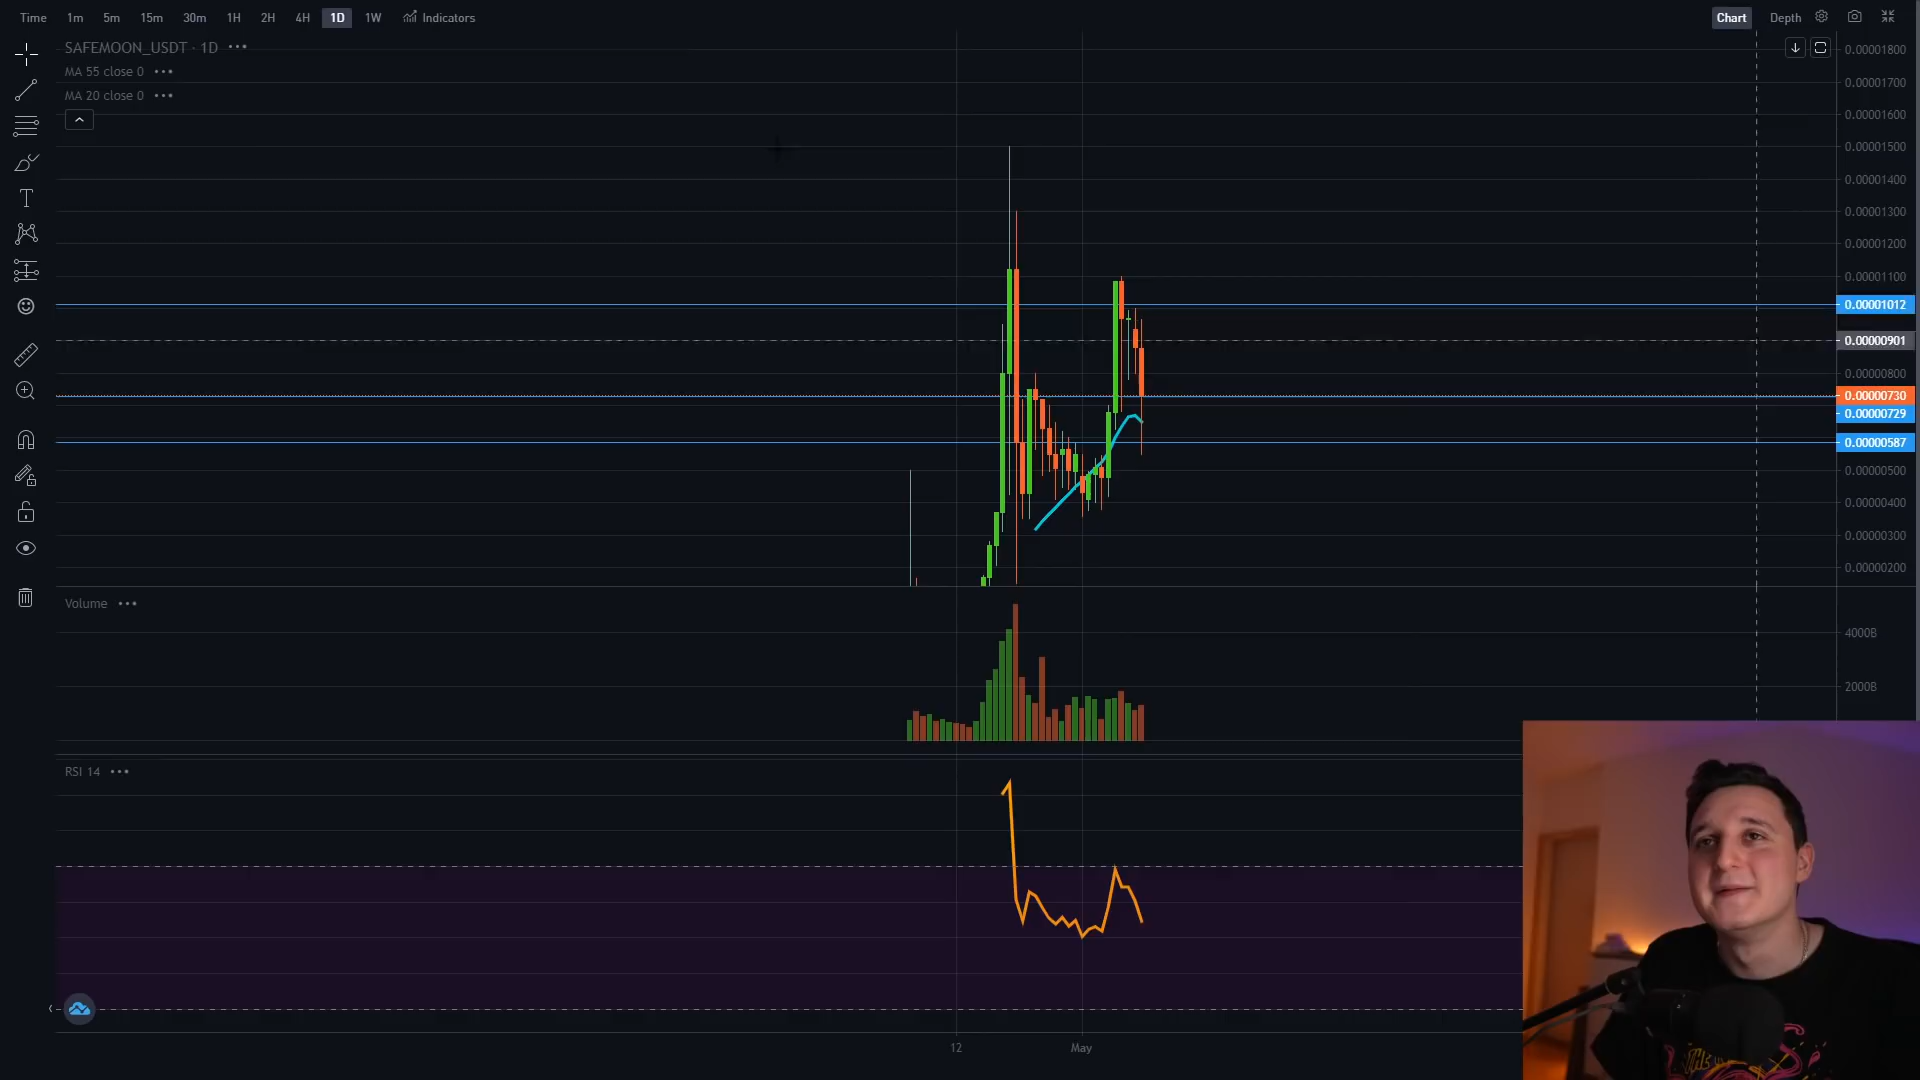 Time 1m 5m 15m 30m 1H 2H 4H 1D 1W Indicators Chart Depth
SAFEMOON_USDT · 1D
MA 55 close 0
MA 20 close 0
0.00001800
0.00001700
0.00001600
0.00001500
0.00001400
0.00001300
0.00001200
0.00001100
0.00001012
0.00000901
0.00000800
0.00000730
0.00000729
0.00000587
0.00000500
0.00000400
0.00000300
0.00000200
Volume
4000B
2000B
RSI 14
12 May
THE